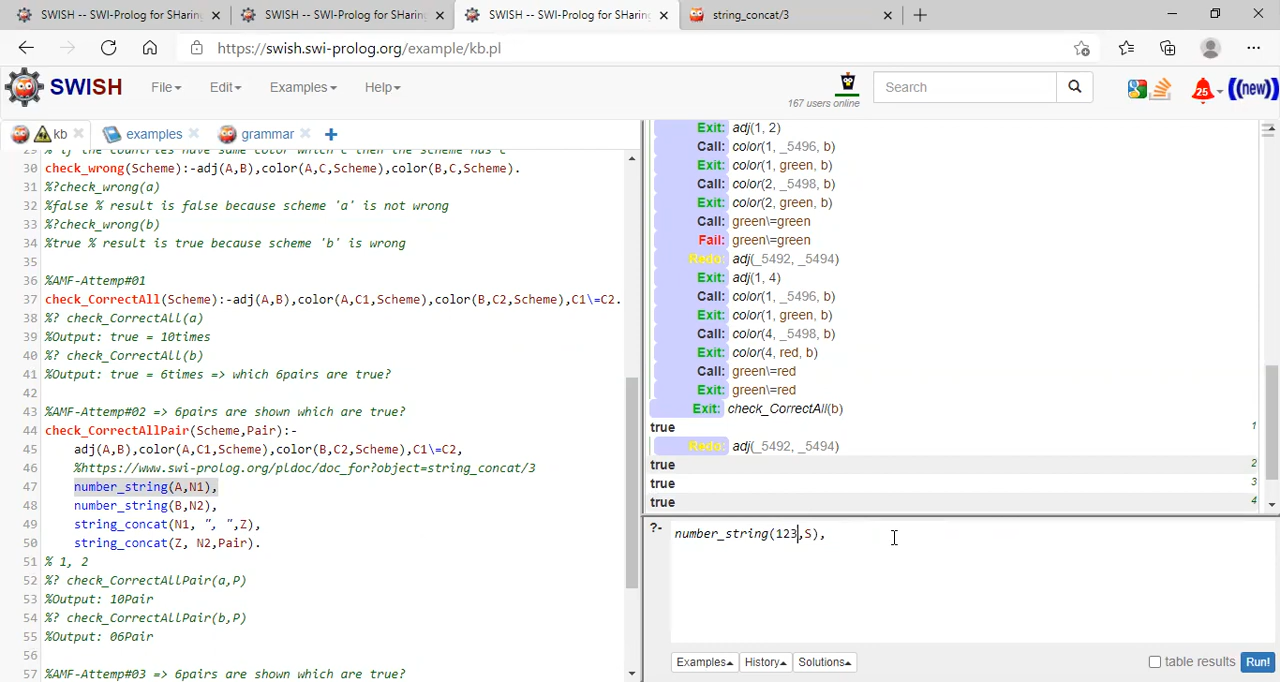 SWISH -- SWI-Prolog for SHaring
SWISH -- SWI-Prolog for SHaring
SWISH -- SWI-Prolog for SHaring
string_concat/3
https://swish.swi-prolog.org/example/kb.pl
SWISH
File
Edit
Examples
Help
167 users online
Search
25
((new))
kb
examples
grammar
30 check_wrong(Scheme):-adj(A,B),color(A,C,Scheme),color(B,C,Scheme).
31 %?check_wrong(a)
32 %false % result is false because scheme 'a' is not wrong
33 %?check_wrong(b)
34 %true % result is true because scheme 'b' is wrong
35
36 %AMF-Attemp#01
37 check_CorrectAll(Scheme):-adj(A,B),color(A,C1,Scheme),color(B,C2,Scheme),C1\=C2.
38 %? check_CorrectAll(a)
39 %Output: true = 10times
40 %? check_CorrectAll(b)
41 %Output: true = 6times => which 6pairs are true?
42
43 %AMF-Attemp#02 => 6pairs are shown which are true?
44 check_CorrectAllPair(Scheme,Pair):-
45 adj(A,B),color(A,C1,Scheme),color(B,C2,Scheme),C1\=C2,
46 %https://www.swi-prolog.org/pldoc/doc_for?object=string_concat/3
47 number_string(A,N1),
48 number_string(B,N2),
49 string_concat(N1, ", ",Z),
50 string_concat(Z, N2,Pair).
51 % 1, 2
52 %? check_CorrectAllPair(a,P)
53 %Output: 10Pair
54 %? check_CorrectAllPair(b,P)
55 %Output: 06Pair
56
57 %AMF-Attemp#03 => 6pairs are shown which are true?
Exit: adj(1, 2)
Call: color(1, _5496, b)
Exit: color(1, green, b)
Call: color(2, _5498, b)
Exit: color(2, green, b)
Call: green\=green
Fail: green\=green
Redo: adj(_5492, _5494)
Exit: adj(1, 4)
Call: color(1, _5496, b)
Exit: color(1, green, b)
Call: color(4, _5498, b)
Exit: color(4, red, b)
Call: green\=red
Exit: green\=red
Exit: check_CorrectAll(b)
true 1
Redo: adj(_5492, _5494)
true 2
true 3
true 4
?- number_string(123,S),
Examples
History
Solutions
table results
Run!